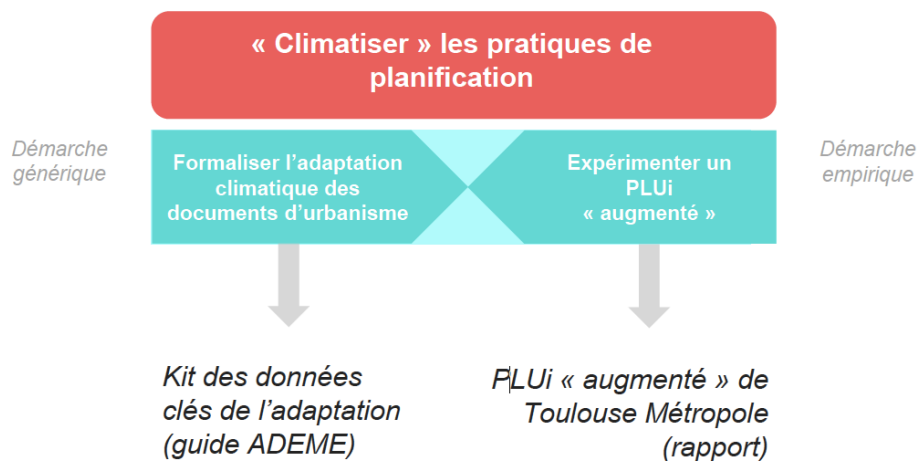 « Climatiser » les pratiques de
planification
Démarche
générique
Formaliser l'adaptation
climatique des
documents d'urbanisme
Expérimenter un
PLUi
« augmenté »
Démarche
empirique
Kit des données
clés de l'adaptation
(guide ADEME)
PLUi « augmenté » de
Toulouse Métropole
(rapport)